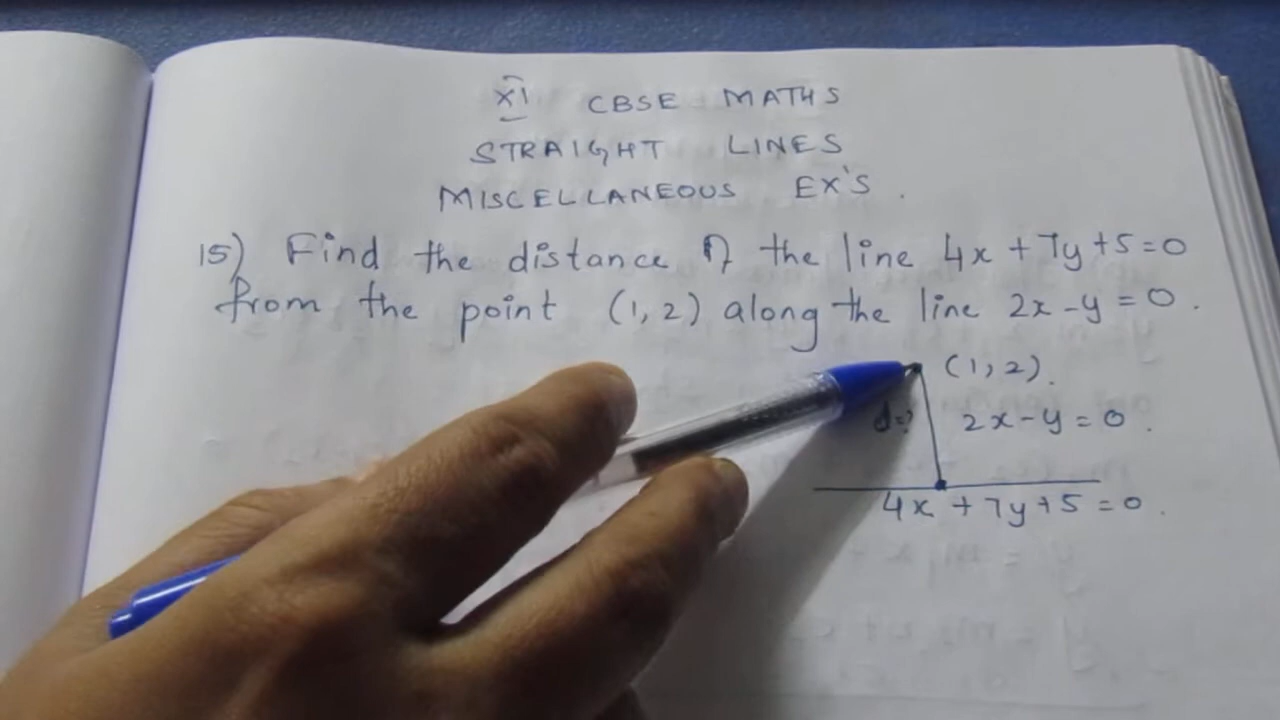 XI CBSE MATHS
STRAIGHT LINES
MISCELLANEOUS EX'S.
15) Find the distance of the line 4x + 7y + 5 = 0
from the point (1, 2) along the line 2x - y = 0.
(1, 2).
d=? 2x - y = 0.
4x + 7y + 5 = 0.